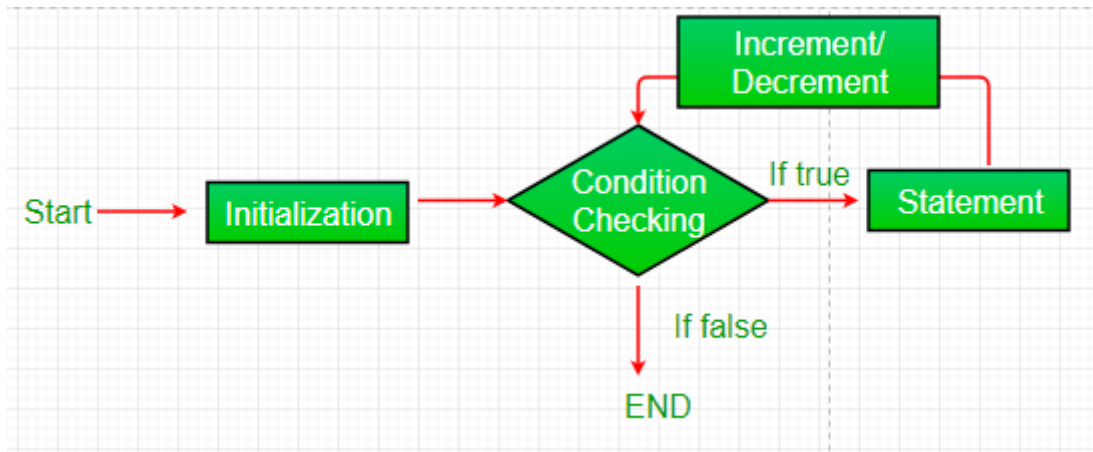 Increment/
Decrement
Start
Initialization
Condition
Checking
If true
Statement
If false
END